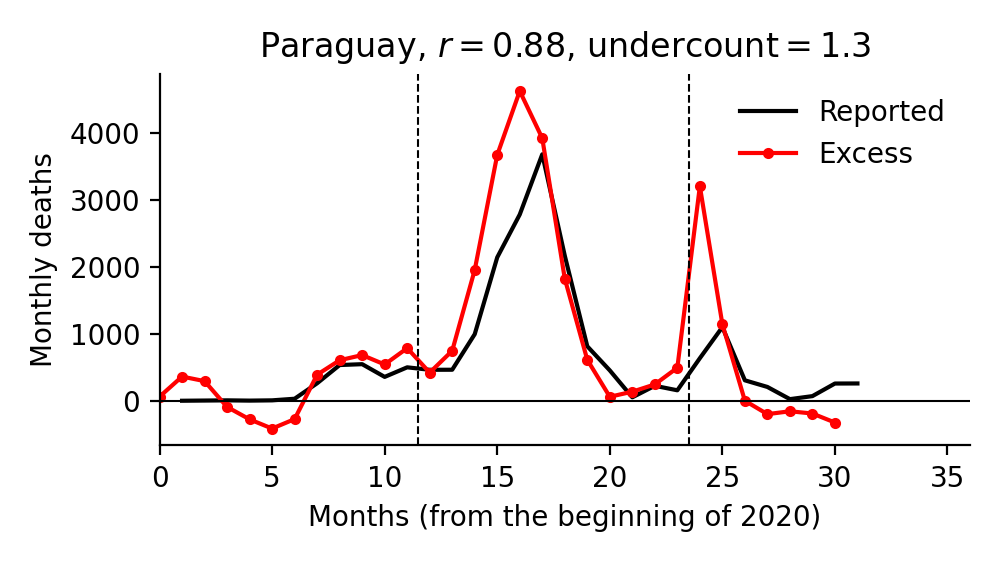 Paraguay, r = 0.88, undercount = 1.3
Monthly deaths
4000
3000
2000
1000
0
Reported
Excess
0 5 10 15 20 25 30 35
Months (from the beginning of 2020)